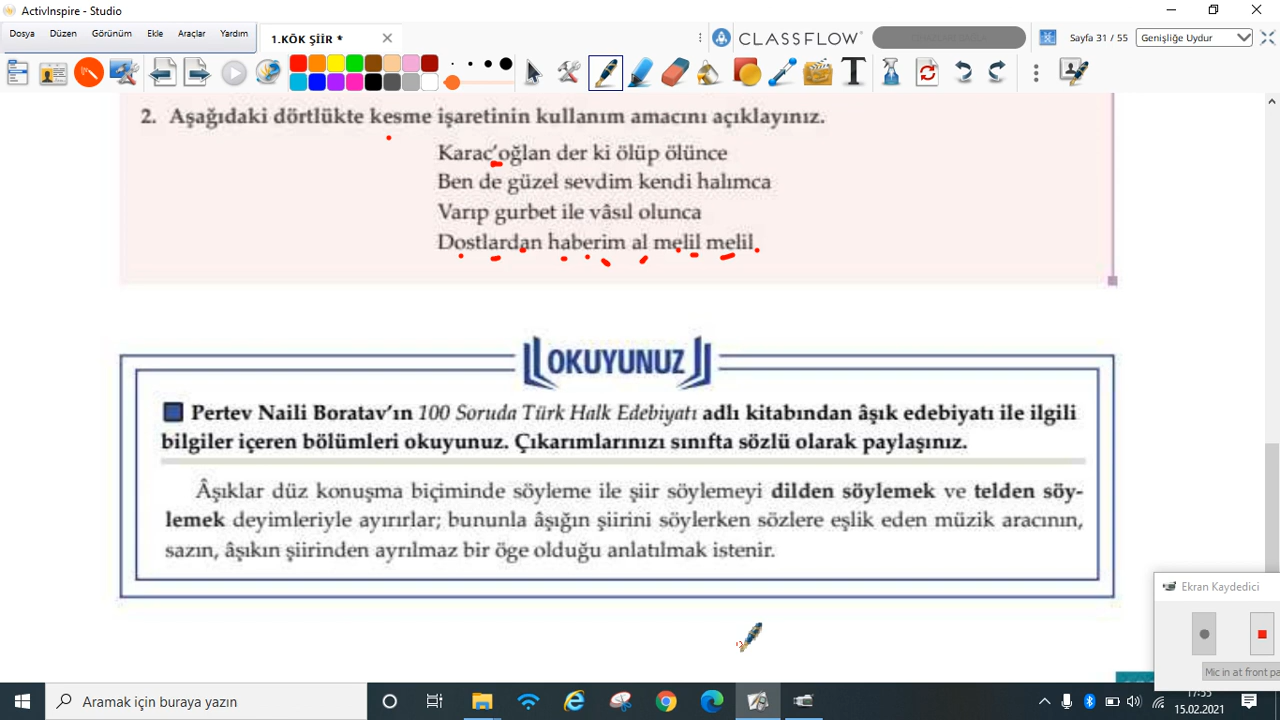 ActivInspire - Studio
Dosya Düzen Görünüm Ekle Araçlar Yardım
1.KÖK ŞİİR *
CLASSFLOW
Sayfa 31 / 55
Genişliğe Uydur
2. Aşağıdaki dörtlükte kesme işaretinin kullanım amacını açıklayınız.
Karac'oğlan der ki ölüp ölünce
Ben de güzel sevdim kendi halımca
Varıp gurbet ile vâsıl olunca
Dostlardan haberim al melil melil.
OKUYUNUZ
Pertev Naili Boratav'ın 100 Soruda Türk Halk Edebiyatı adlı kitabından âşık edebiyatı ile ilgili
bilgiler içeren bölümleri okuyunuz. Çıkarımlarınızı sınıfta sözlü olarak paylaşınız.
Âşıklar düz konuşma biçiminde söyleme ile şiir söylemeyi dilden söylemek ve telden söy-
lemek deyimleriyle ayırırlar; bununla âşığın şiirini söylerken sözlere eşlik eden müzik aracının,
sazın, âşıkın şiirinden ayrılmaz bir öge olduğu anlatılmak istenir.
Ekran Kaydedici
Mic in at front pa
Aramak için buraya yazın
15.02.2021